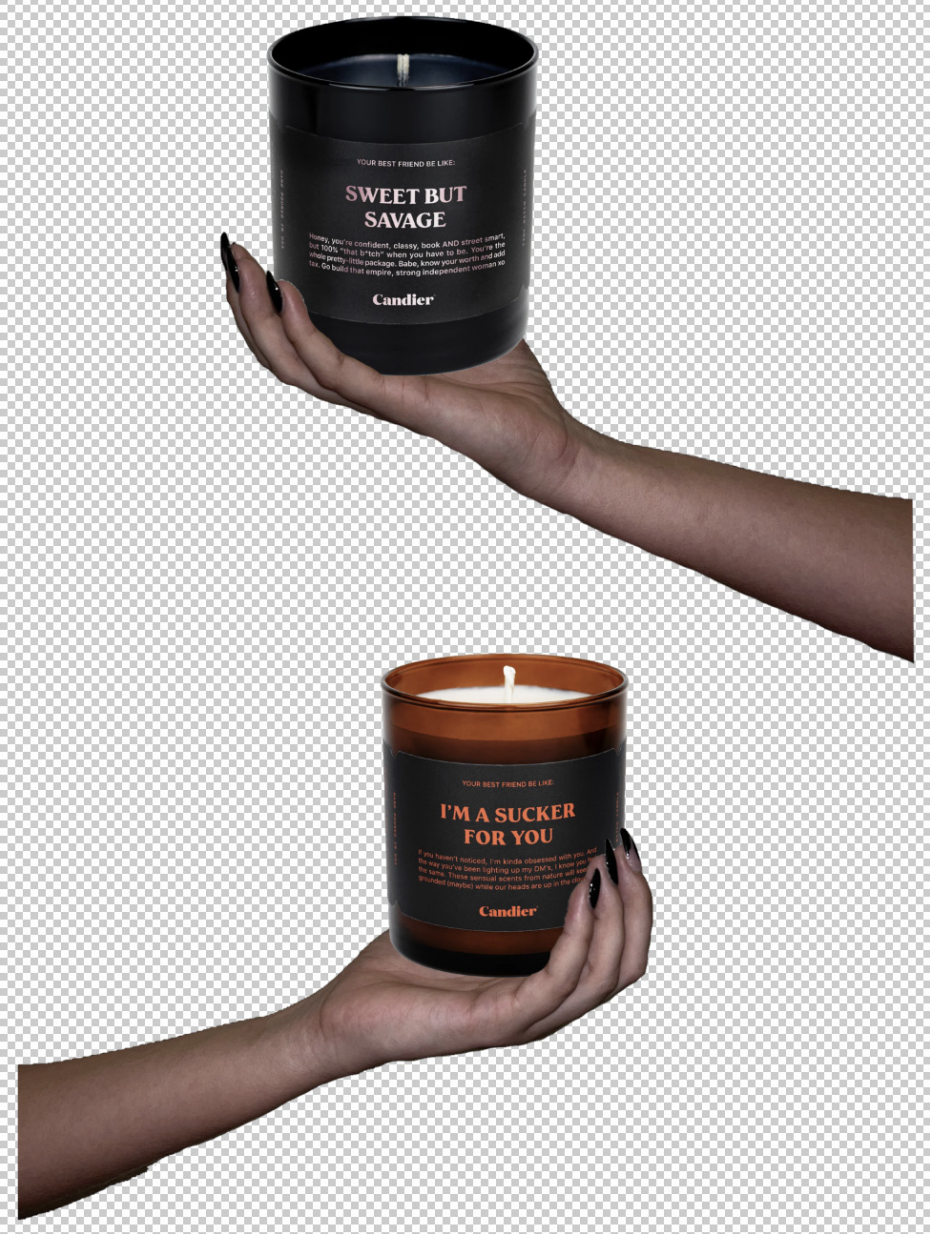 YOUR BEST FRIEND BE LIKE:
SWEET BUT
SAVAGE
Honey, you're confident, classy, book AND street smart,
but 100% "that b*tch" when you have to be. You're the
whole pretty-little package. Babe, know your worth and add
tax. Go build that empire, strong independent woman xo
Candier
YOUR BEST FRIEND BE LIKE:
I'M A SUCKER
FOR YOU
If you haven't noticed, I'm kinda obsessed with you. And
the way you've been lighting up my DM's, I know you
the same. These sensual scents from nature will
grounded (maybe) while our heads are up in the
Candier